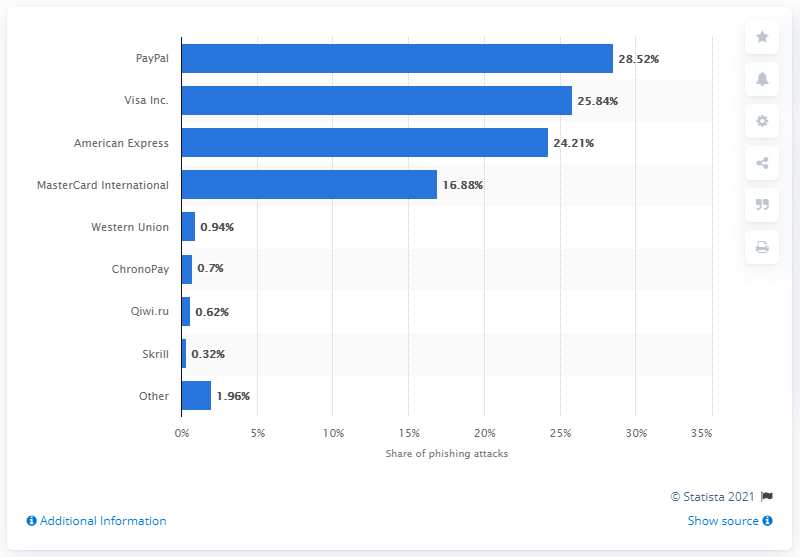 PayPal 28.52%
Visa Inc. 25.84%
American Express 24.21%
MasterCard International 16.88%
Western Union 0.94%
ChronoPay 0.7%
Qiwi.ru 0.62%
Skrill 0.32%
Other 1.96%
0% 5% 10% 15% 20% 25% 30% 35%
Share of phishing attacks
© Statista 2021
Additional Information Show source